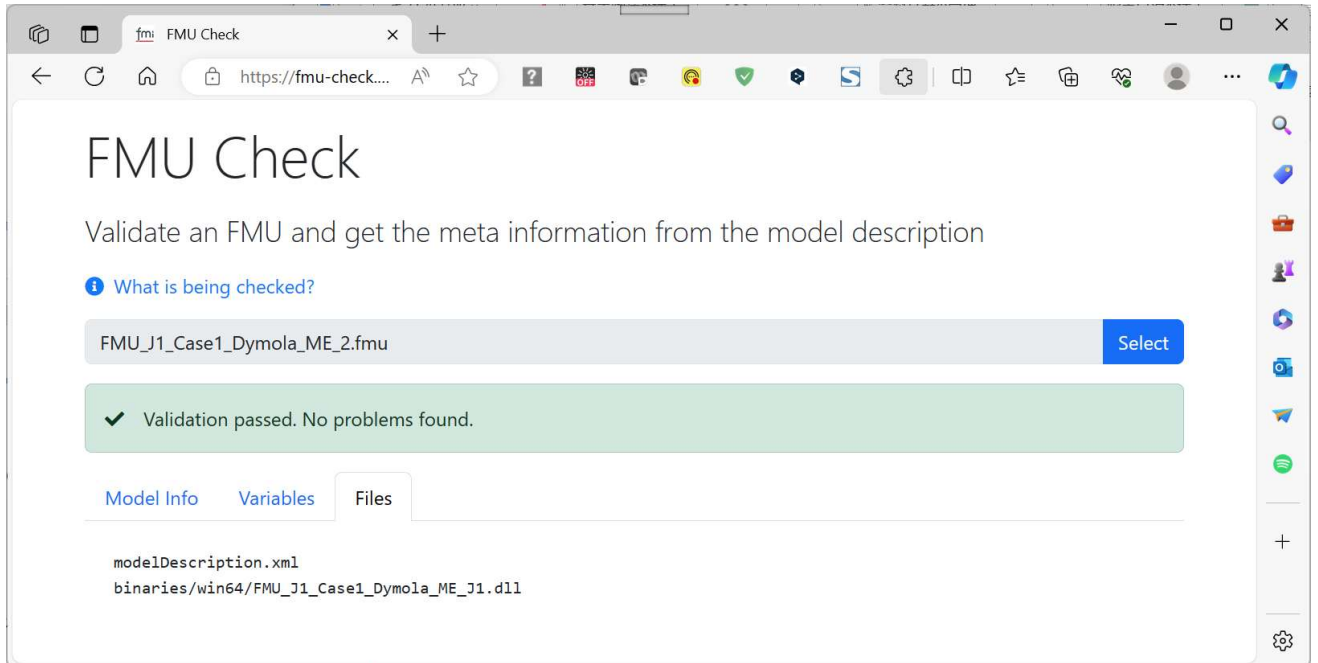 fmi FMU Check
https://fmu-check....
OFF
FMU Check
Validate an FMU and get the meta information from the model description
What is being checked?
FMU_J1_Case1_Dymola_ME_2.fmu Select
Validation passed. No problems found.
Model Info Variables Files
modelDescription.xml
binaries/win64/FMU_J1_Case1_Dymola_ME_J1.dll